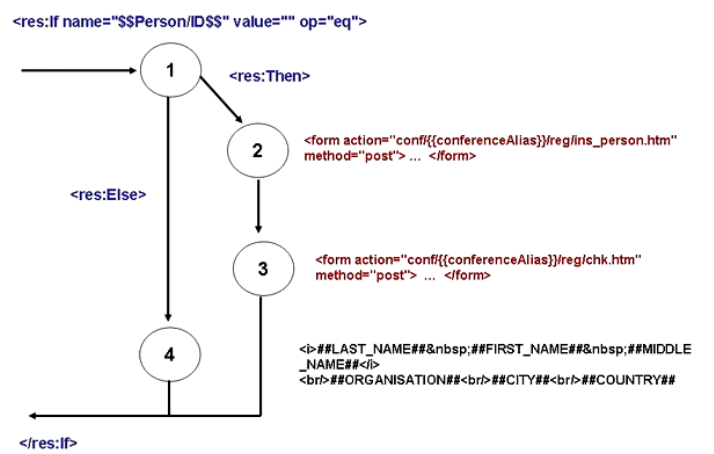 <res:If name="$$Person/ID$$" value="" op="eq">
1
<res:Then>
2
<form action="conf/{{conferenceAlias}}/reg/ins_person.htm"
method="post"> ... </form>
<res:Else>
3
<form action="conf/{{conferenceAlias}}/reg/chk.htm"
method="post"> ... </form>
4
<i>##LAST_NAME##&nbsp;##FIRST_NAME##&nbsp;##MIDDLE
_NAME##</i>
<br/>##ORGANISATION##<br/>##CITY##<br/>##COUNTRY##
</res:If>